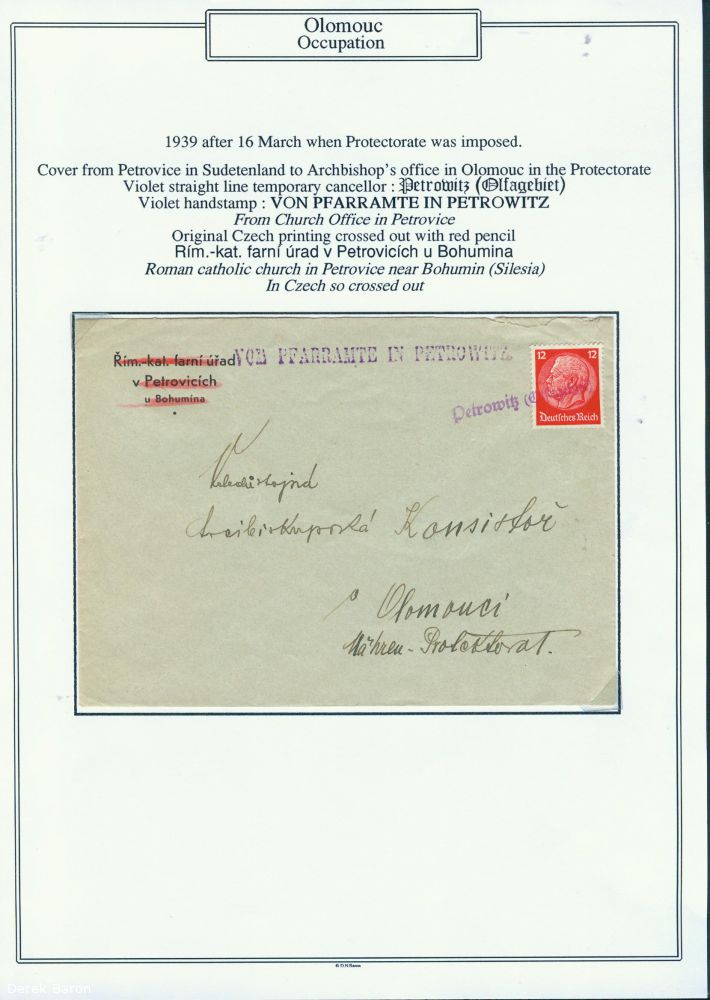 Olomouc
Occupation
1939 after 16 March when Protectorate was imposed.
Cover from Petrovice in Sudetenland to Archbishop's office in Olomouc in the Protectorate
Violet straight line temporary cancellor : Petrowitz (Olsagebiet)
Violet handstamp : VON PFARRAMTE IN PETROWITZ
From Church Office in Petrovice
Original Czech printing crossed out with red pencil
Rím.-kat. farní úrad v Petrovicích u Bohumina
Roman catholic church in Petrovice near Bohumin (Silesia)
In Czech so crossed out
Řím.-kat. farní úřad
v Petrovicích
u Bohumína
VOM PFARRAMTE IN PETROWITZ
12 12
Deutsches Reich
Petrowitz
Konsistoř
Olomouci
Mähren - Protektorat.
Derek Baron